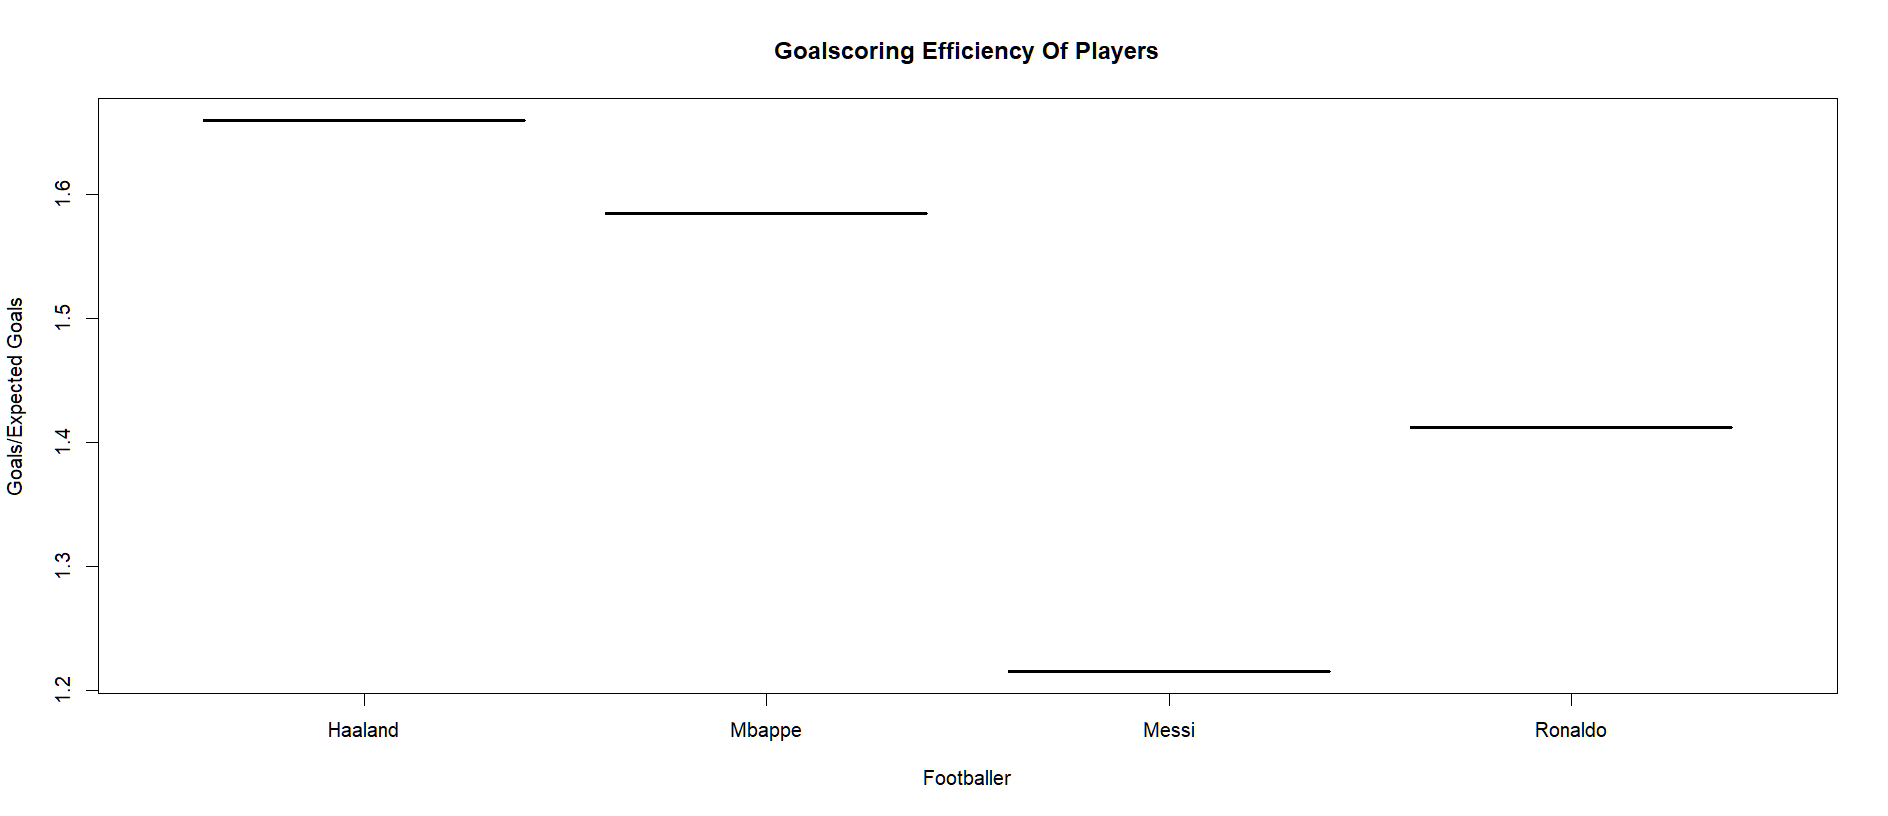 Goalscoring Efficiency Of Players
Goals/Expected Goals
1.6
1.5
1.4
1.3
1.2
Haaland Mbappe Messi Ronaldo
Footballer